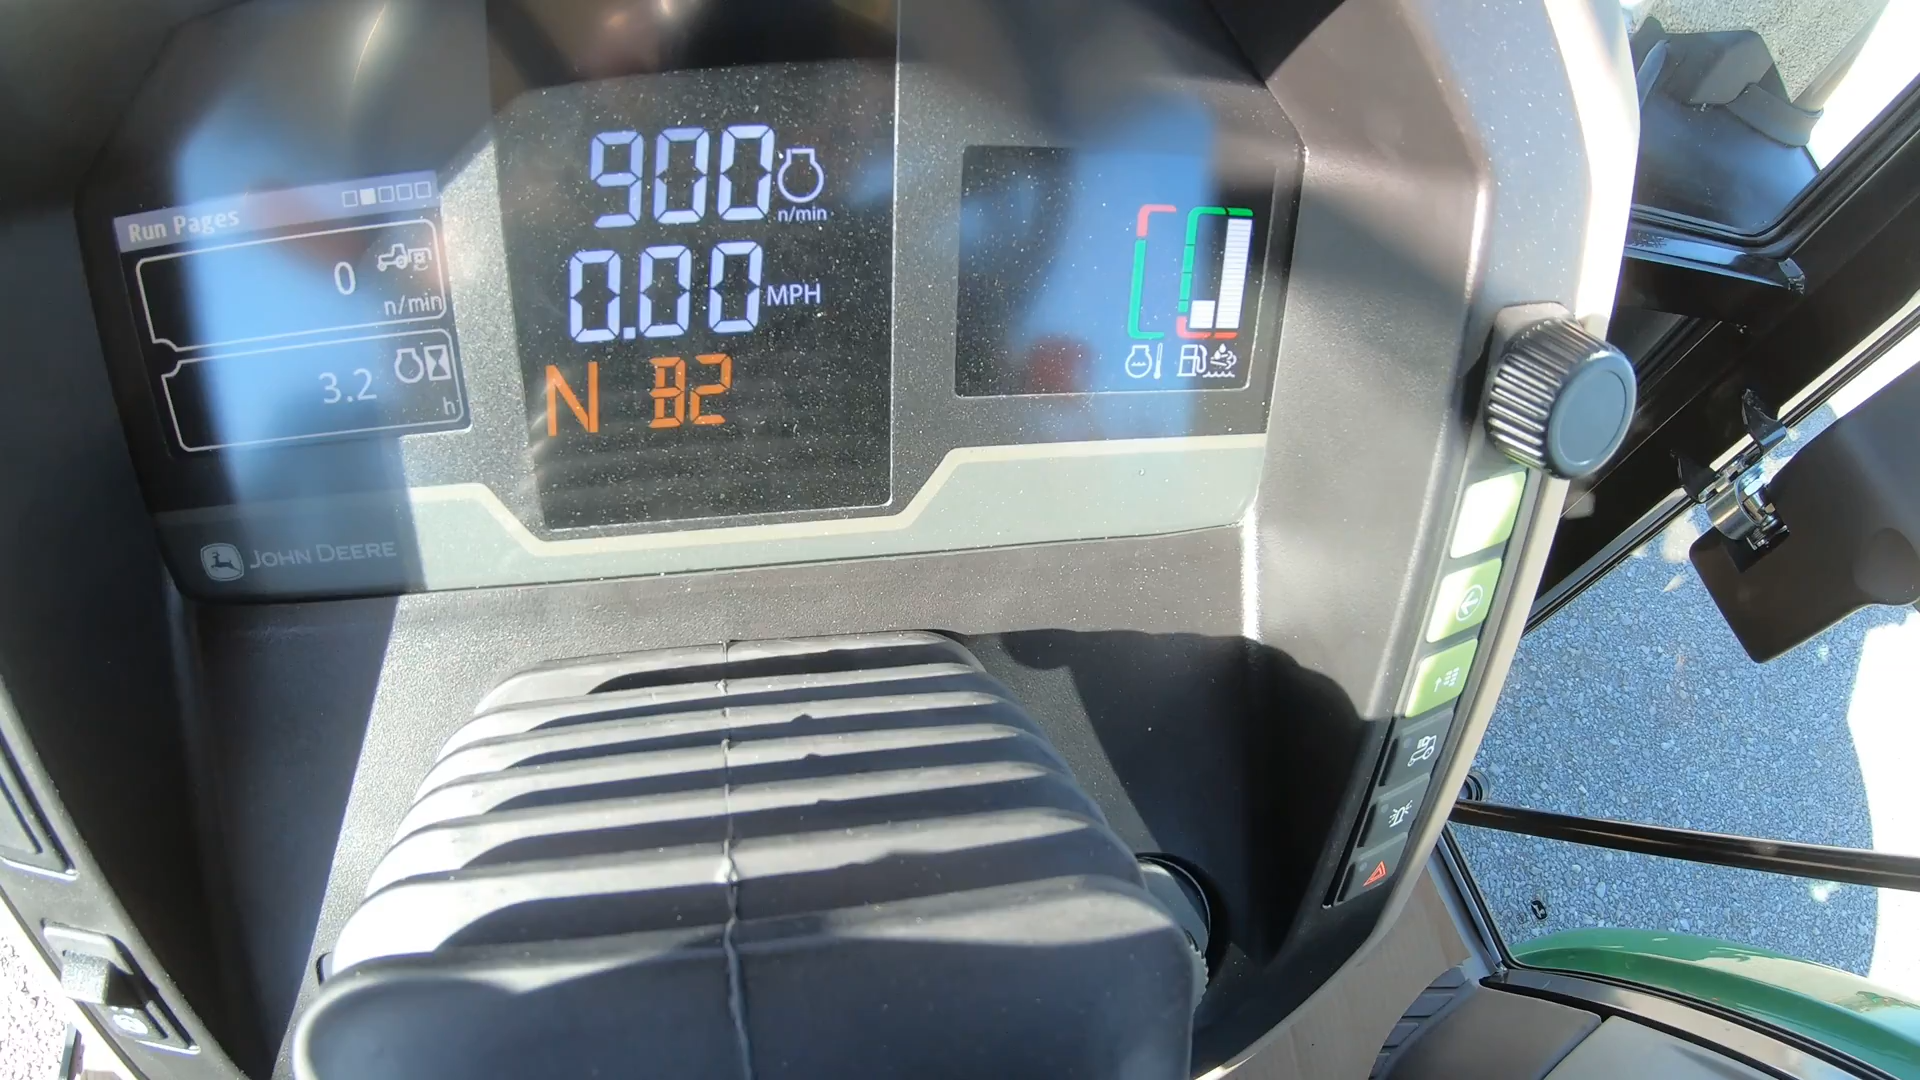 Run Pages
0
n/min
3.2
h
900
n/min
0.00 MPH
N B2
JOHN DEERE